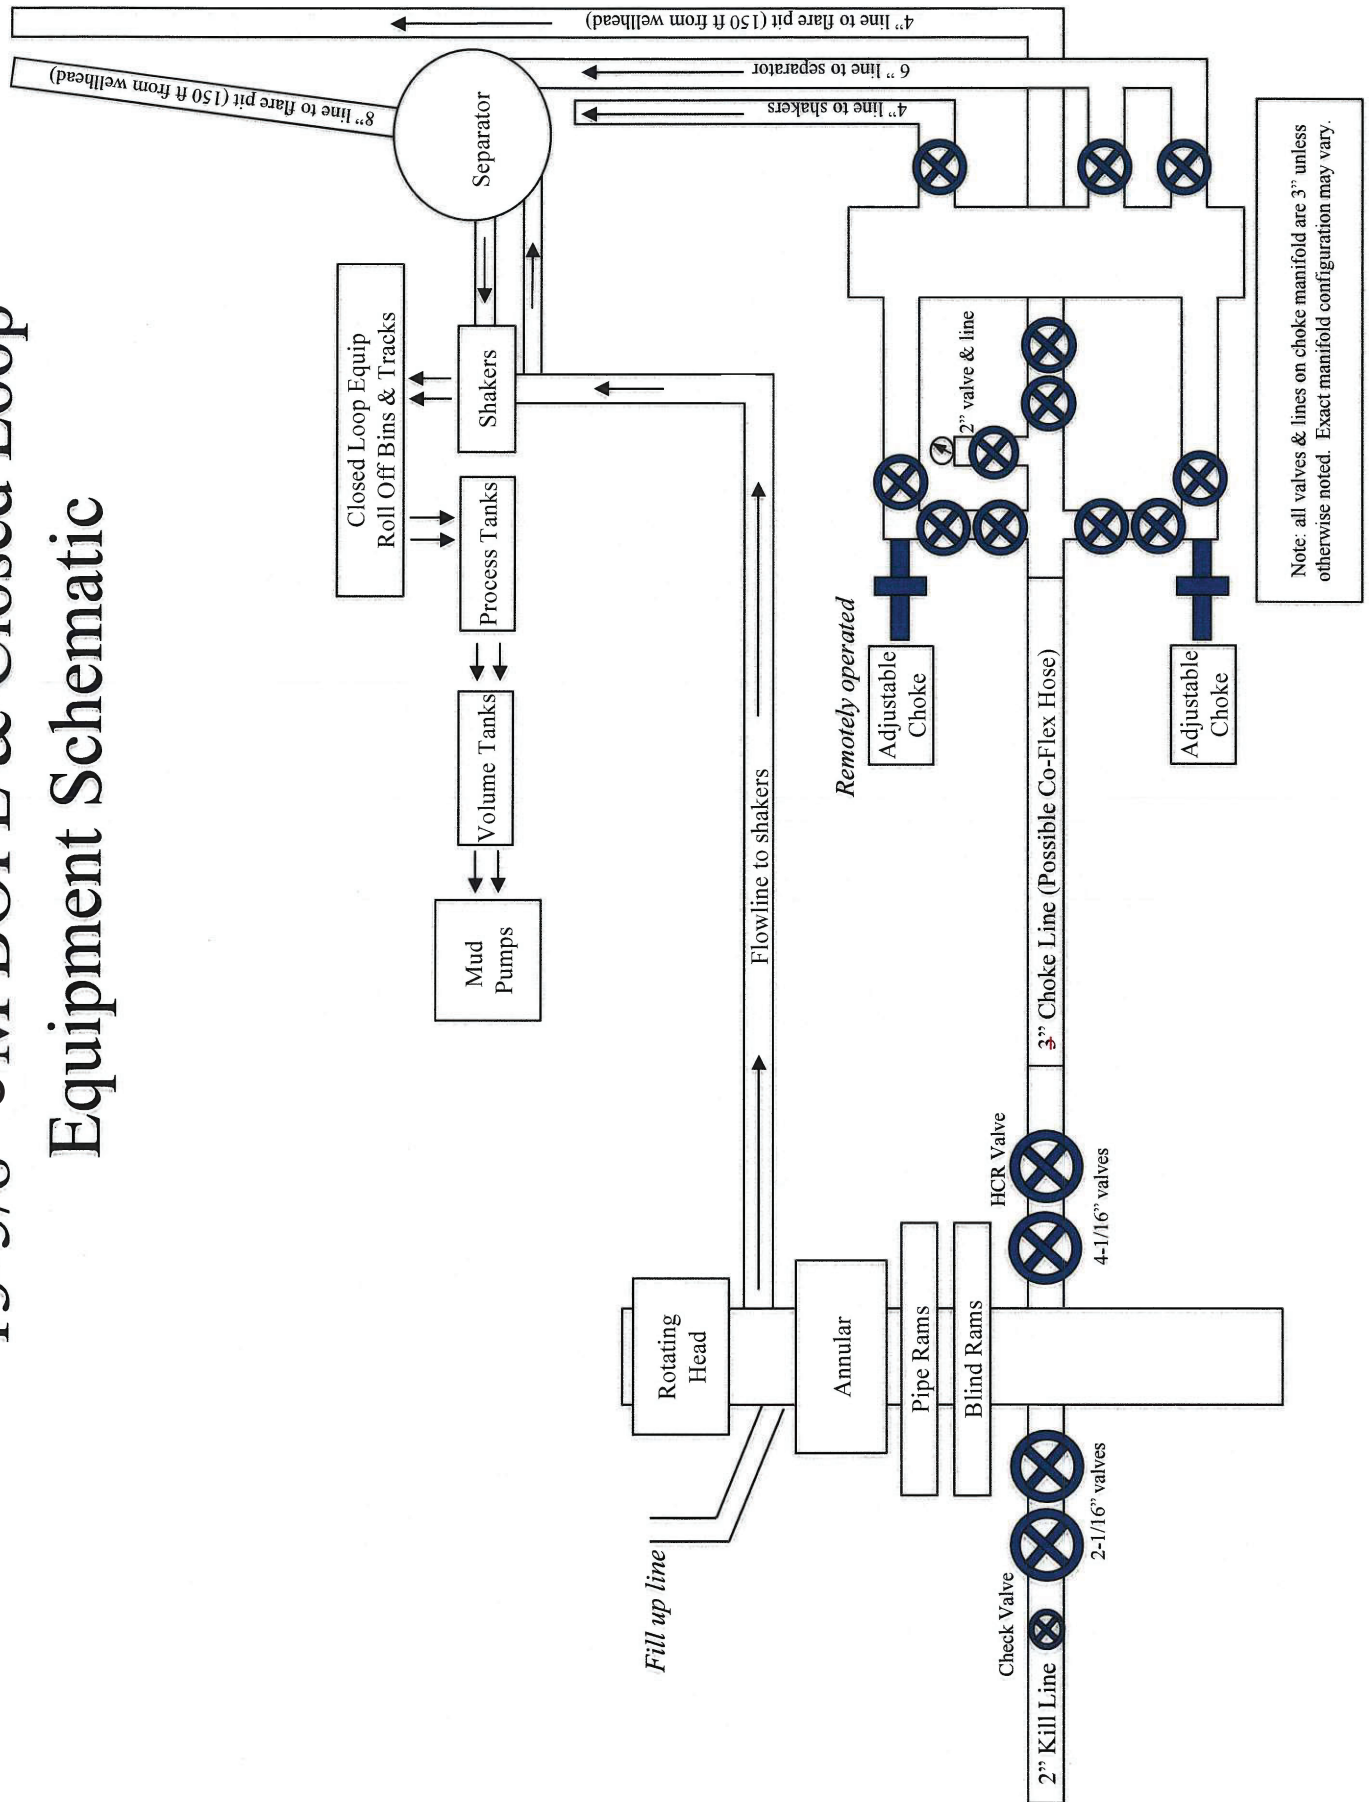 BOPE & Closed Loop
Equipment Schematic
Closed Loop Equip
Roll Off Bins & Tracks
Mud
Pumps
Volume Tanks
Process Tanks
Shakers
Separator
8” line to flare pit (150 ft from wellhead)
4” line to flare pit (150 ft from wellhead)
6” line to separator
4” line to shakers
Fill up line
Rotating
Head
Flowline to shakers
Annular
Pipe Rams
Blind Rams
Remotely operated
Adjustable
Choke
2” valve & line
Check Valve
HCR Valve
2” Kill Line
3” Choke Line (Possible Co-Flex Hose)
2-1/16” valves
4-1/16” valves
Adjustable
Choke
Note: all valves & lines on choke manifold are 3” unless
otherwise noted. Exact manifold configuration may vary.